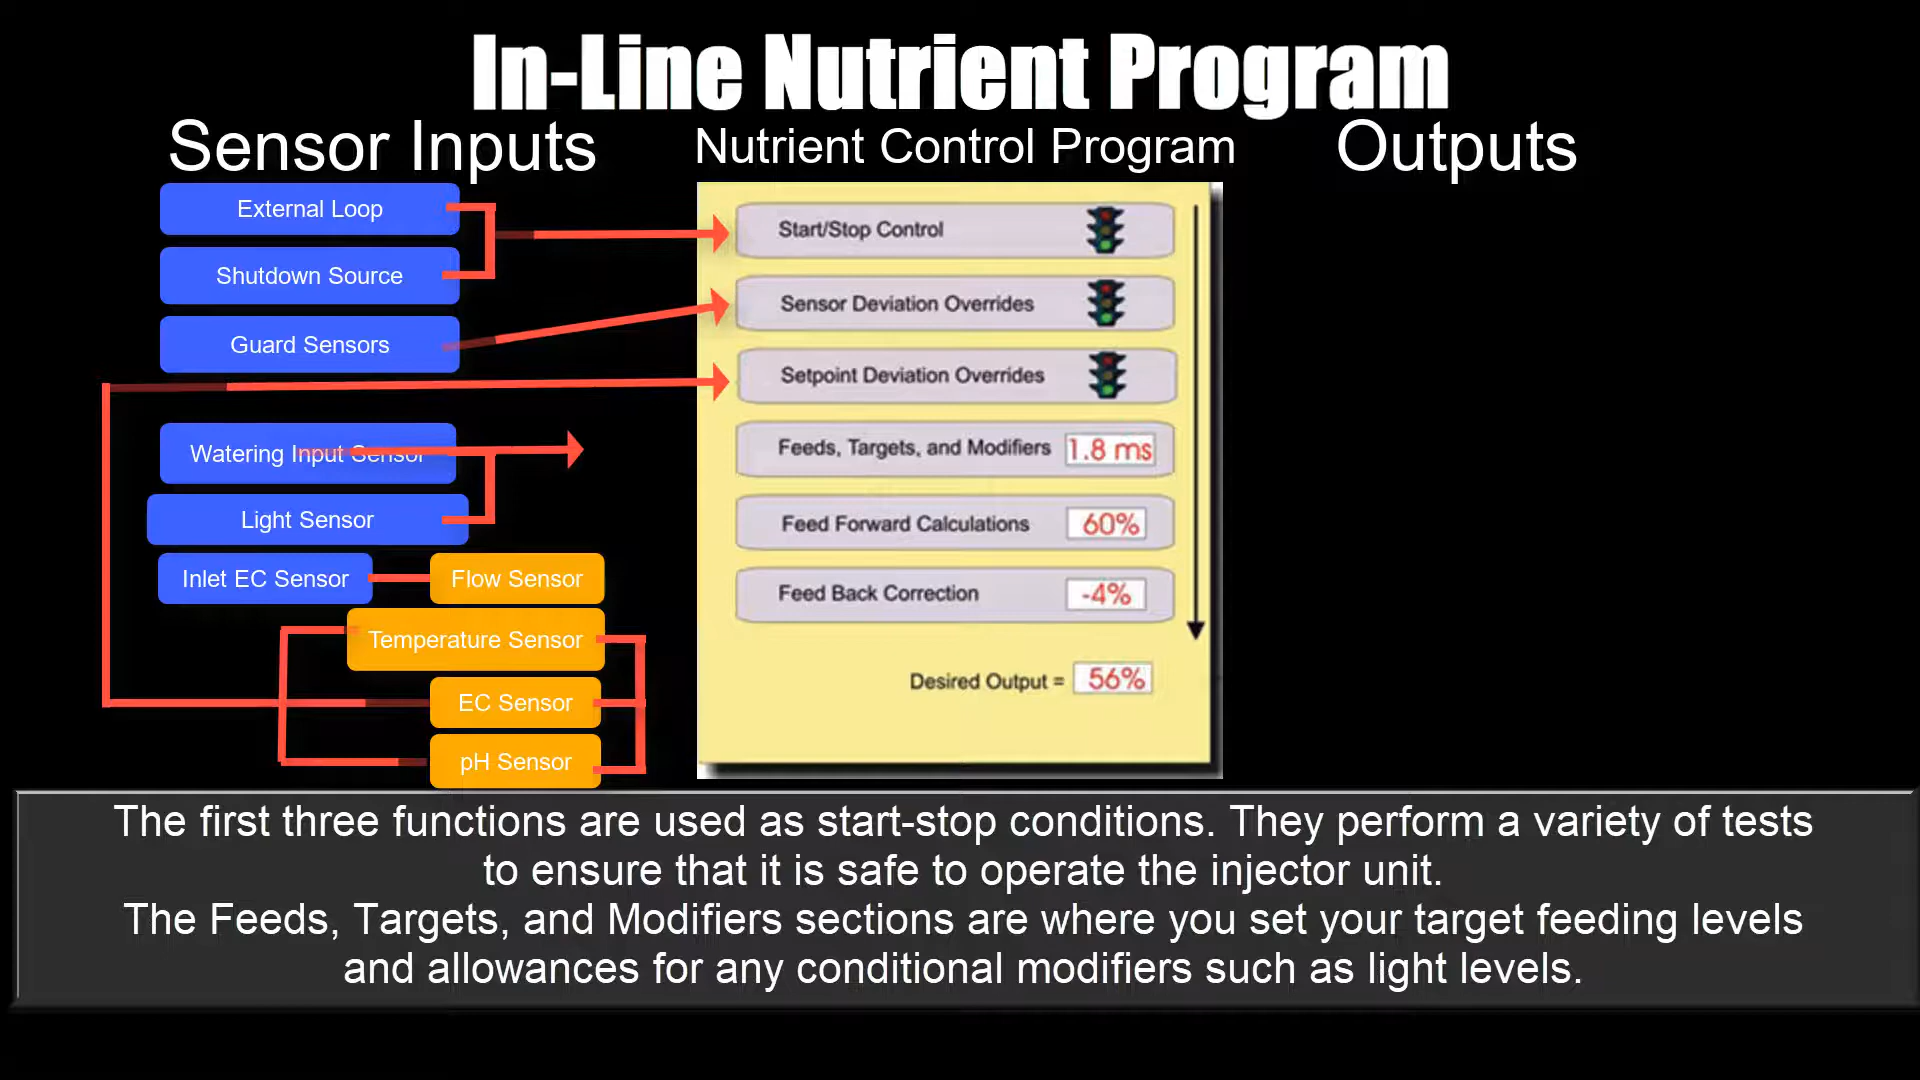 In-Line Nutrient Program
Sensor Inputs
Nutrient Control Program
Outputs
External Loop
Shutdown Source
Guard Sensors
Watering Input Sensor
Light Sensor
Inlet EC Sensor
Flow Sensor
Temperature Sensor
EC Sensor
pH Sensor
Start/Stop Control
Sensor Deviation Overrides
Setpoint Deviation Overrides
Feeds, Targets, and Modifiers 1.8 ms
Feed Forward Calculations 60%
Feed Back Correction -4%
Desired Output = 56%
The first three functions are used as start-stop conditions. They perform a variety of tests
to ensure that it is safe to operate the injector unit.
The Feeds, Targets, and Modifiers sections are where you set your target feeding levels
and allowances for any conditional modifiers such as light levels.